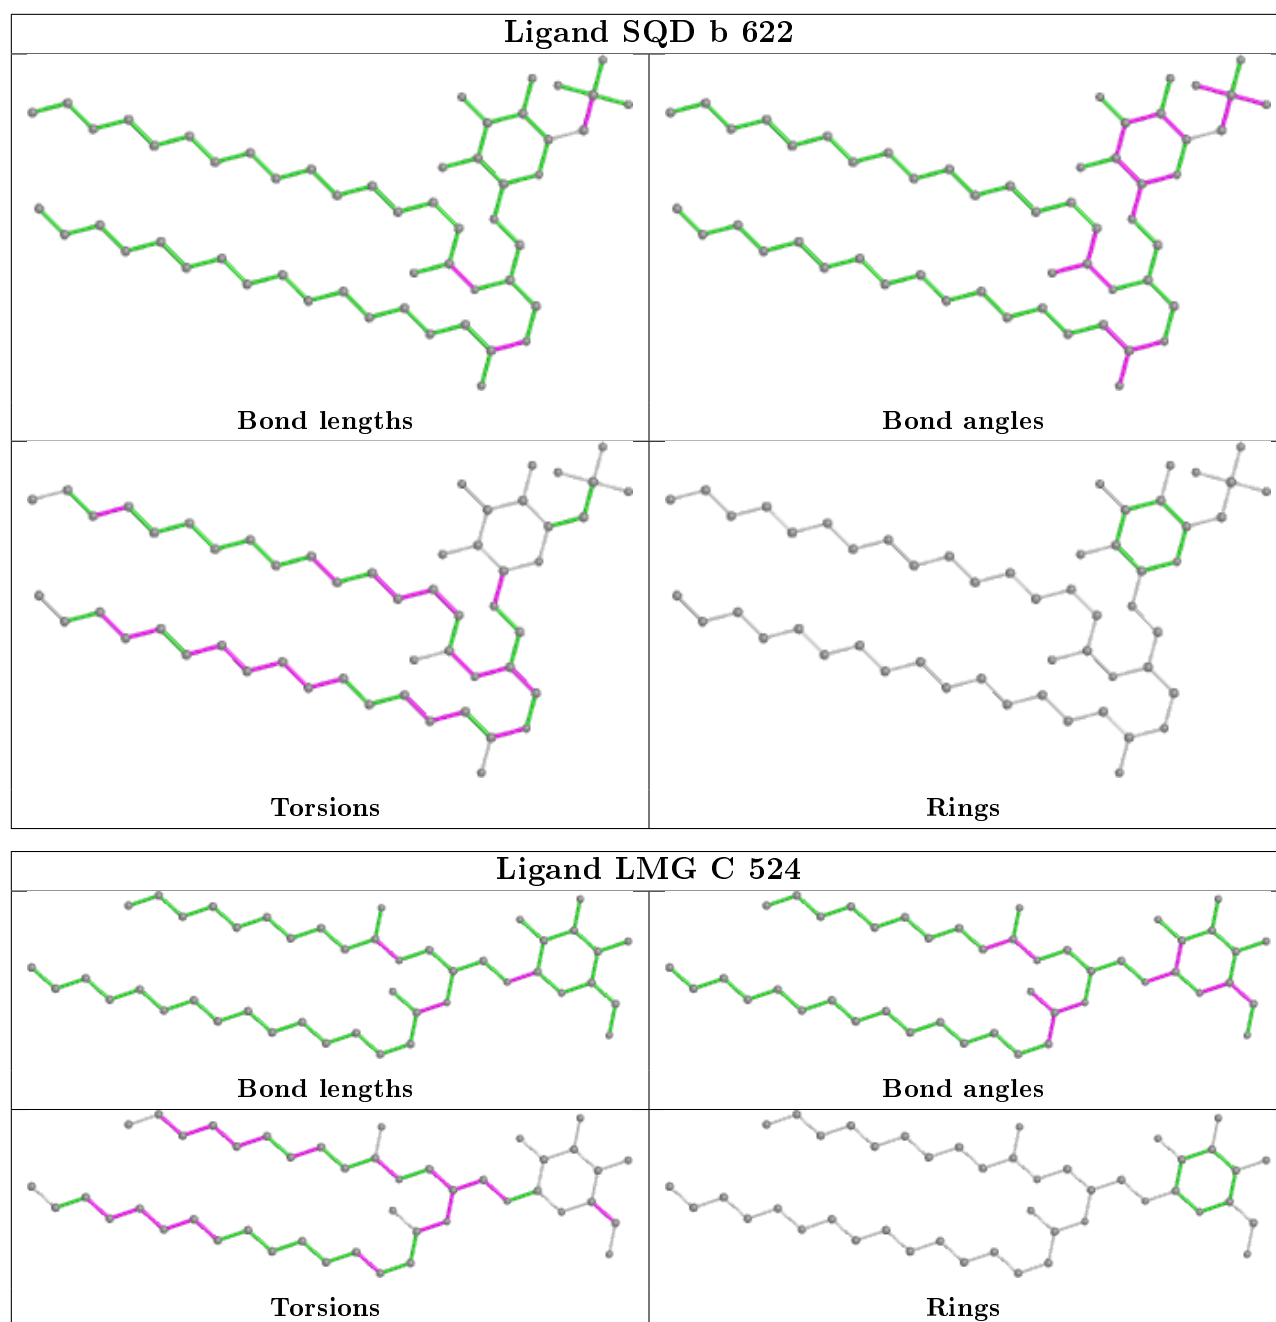 Ligand SQD b 622
Bond lengths
Bond angles
Torsions
Rings
Ligand LMG C 524
Bond lengths
Bond angles
Torsions
Rings